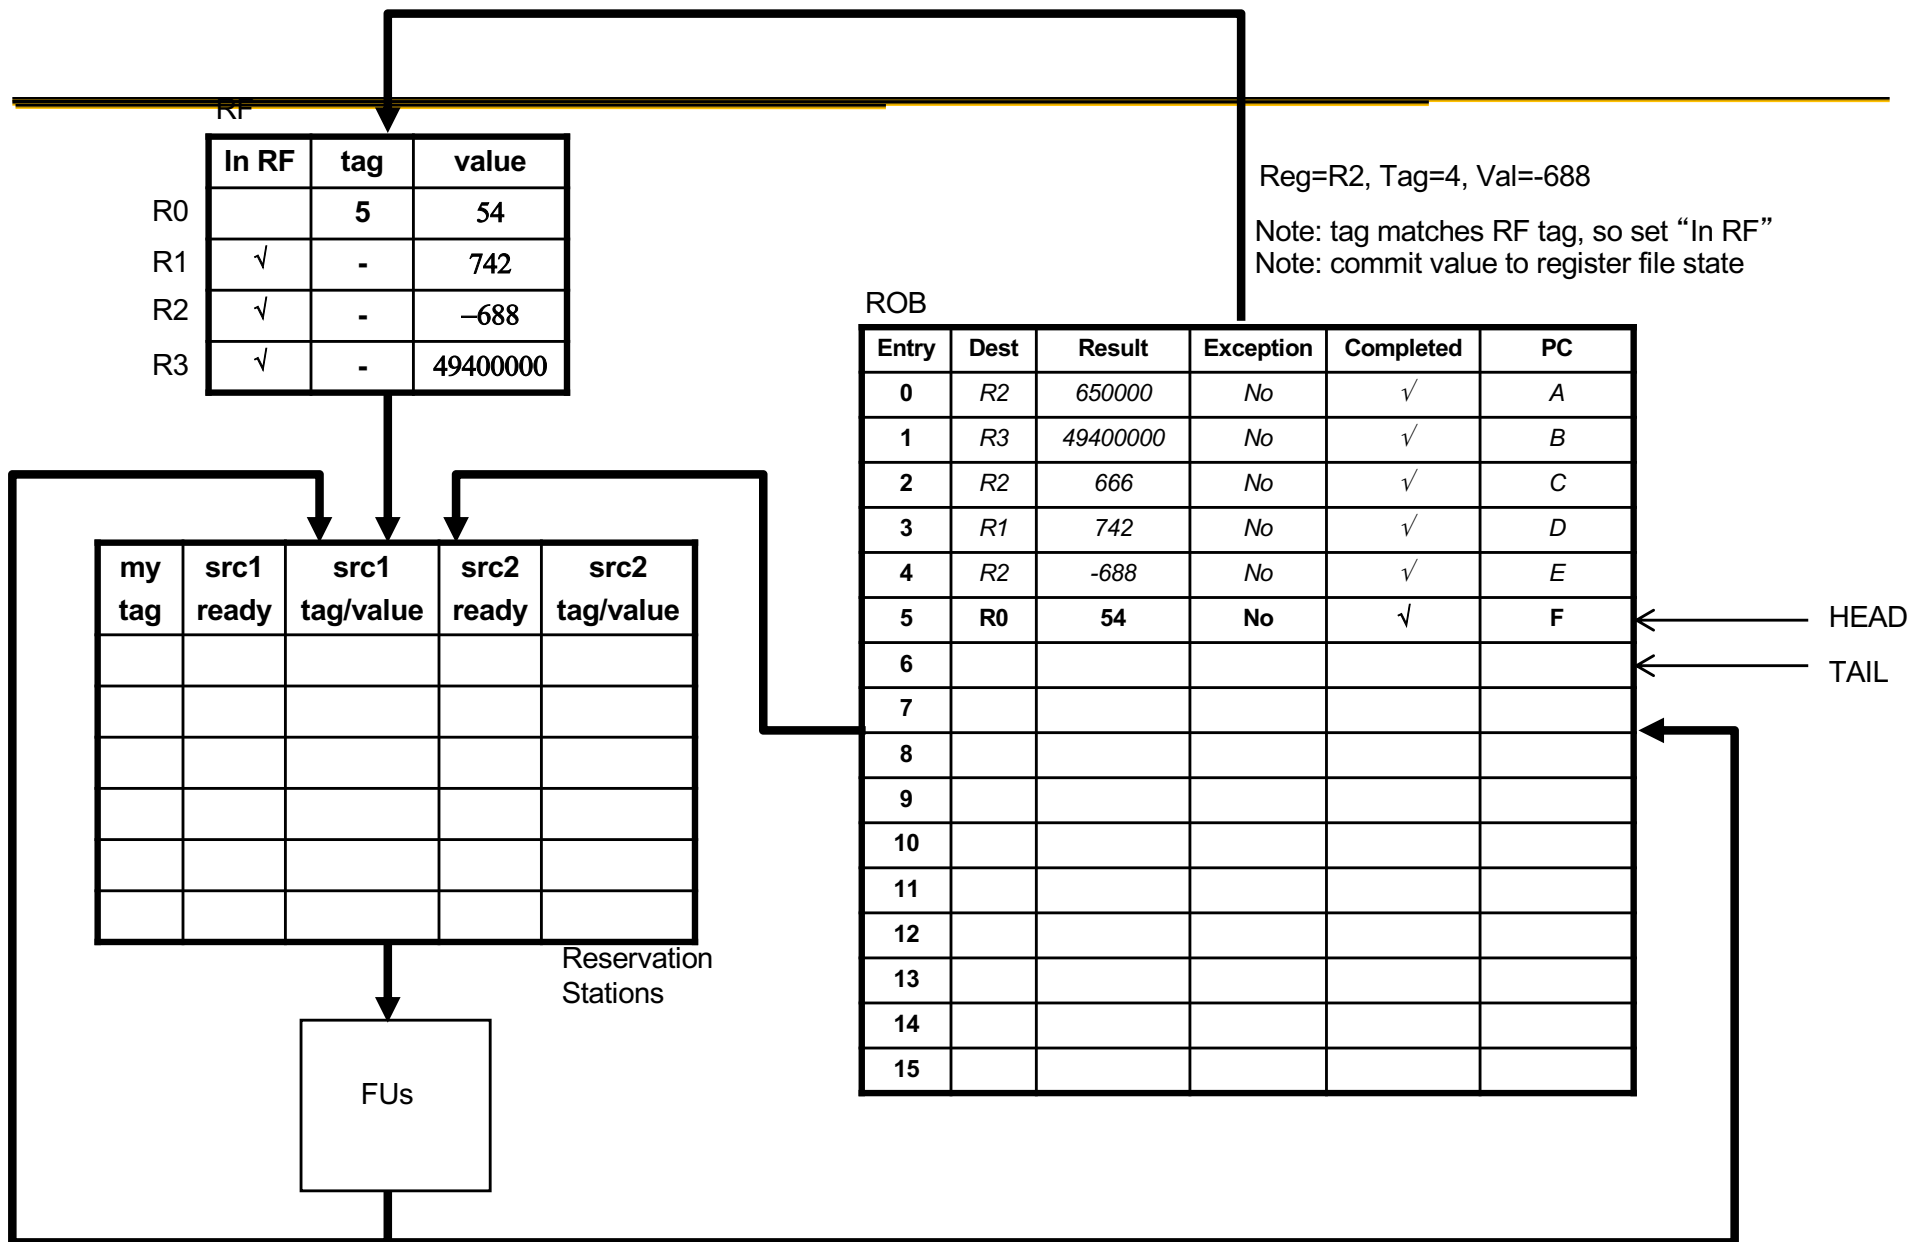 RF
In RF tag value
R0 5 54
R1 √ - 742
R2 √ - −688
R3 √ - 49400000
Reg=R2, Tag=4, Val=-688
Note: tag matches RF tag, so set “In RF”
Note: commit value to register file state
ROB
Entry Dest Result Exception Completed PC
0 R2 650000 No √ A
1 R3 49400000 No √ B
2 R2 666 No √ C
3 R1 742 No √ D
4 R2 -688 No √ E
5 R0 54 No √ F
6
7
8
9
10
11
12
13
14
15
HEAD
TAIL
my src1 src1 src2 src2
tag ready tag/value ready tag/value
Reservation
Stations
FUs